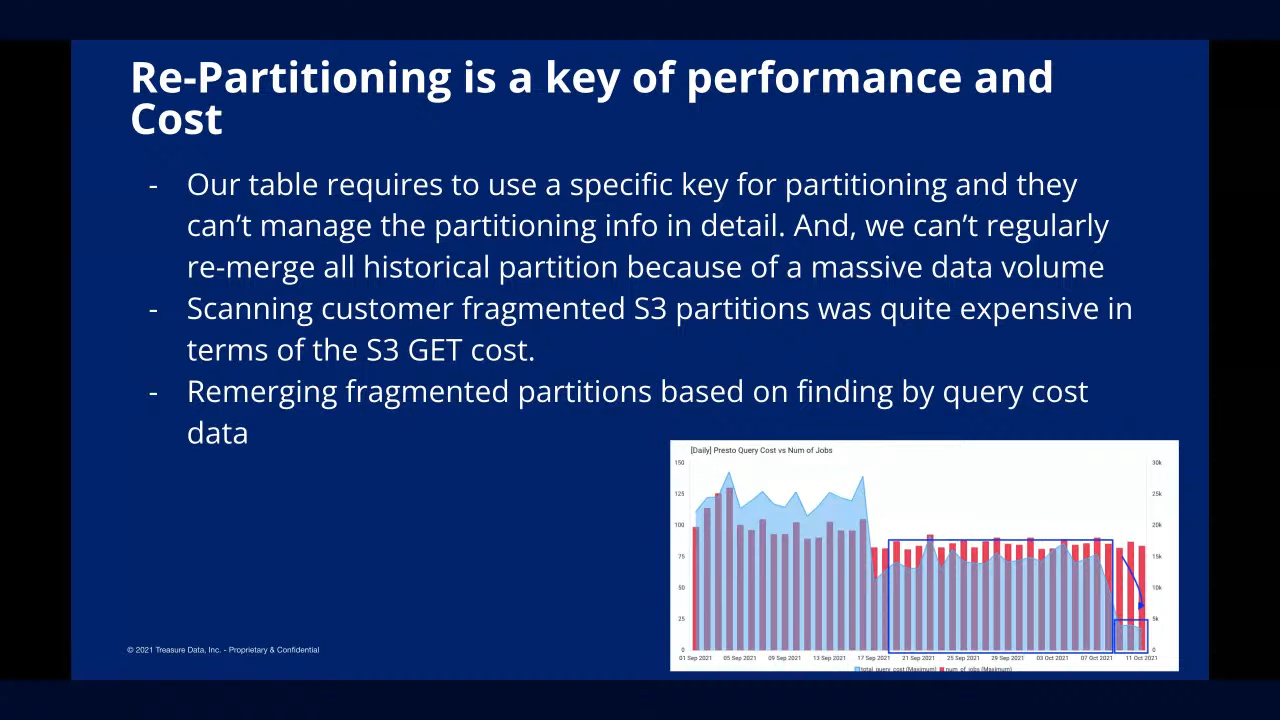 Re-Partitioning is a key of performance and
Cost
- Our table requires to use a specific key for partitioning and they
can’t manage the partitioning info in detail. And, we can’t regularly
re-merge all historical partition because of a massive data volume
- Scanning customer fragmented S3 partitions was quite expensive in
terms of the S3 GET cost.
- Remerging fragmented partitions based on finding by query cost
data
[Daily] Presto Query Cost vs Num of Jobs
150 30k
125 25k
100 20k
75 15k
50 10k
25 5k
0 0
01 Sep 2021 05 Sep 2021 09 Sep 2021 13 Sep 2021 17 Sep 2021 21 Sep 2021 25 Sep 2021 29 Sep 2021 03 Oct 2021 07 Oct 2021 11 Oct 2021
total_query_cost (Maximum) num_of_jobs (Maximum)
© 2021 Treasure Data, Inc. - Proprietary & Confidential